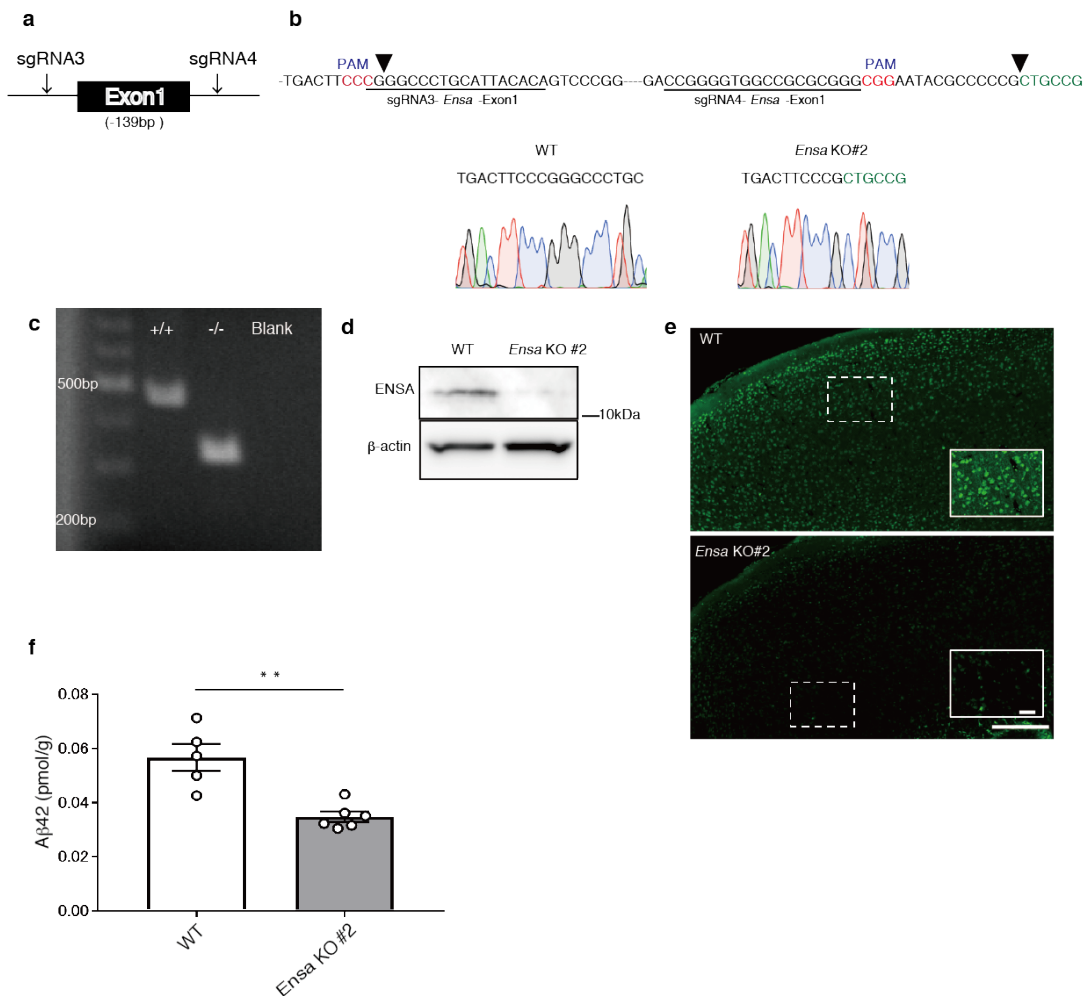 a
sgRNA3 sgRNA4
Exon1
(-139bp )
b
PAM PAM
-TGACTTCCCGGGCCCTGCATTACACAGTCCCGG----GACCGGGGTGGCCGCGCGGGCGGAATACGCCCCCGCTGCCG
sgRNA3- Ensa -Exon1 sgRNA4- Ensa -Exon1
WT Ensa KO#2
TGACTTCCCGGGCCCTGC TGACTTCCCGCTGCCG
c
+/+ -/- Blank
500bp
200bp
d
WT Ensa KO #2
ENSA
10kDa
β-actin
e
WT
Ensa KO#2
f
**
Aβ42 (pmol/g)
0.08
0.06
0.04
0.02
0.00
WT
Ensa KO #2